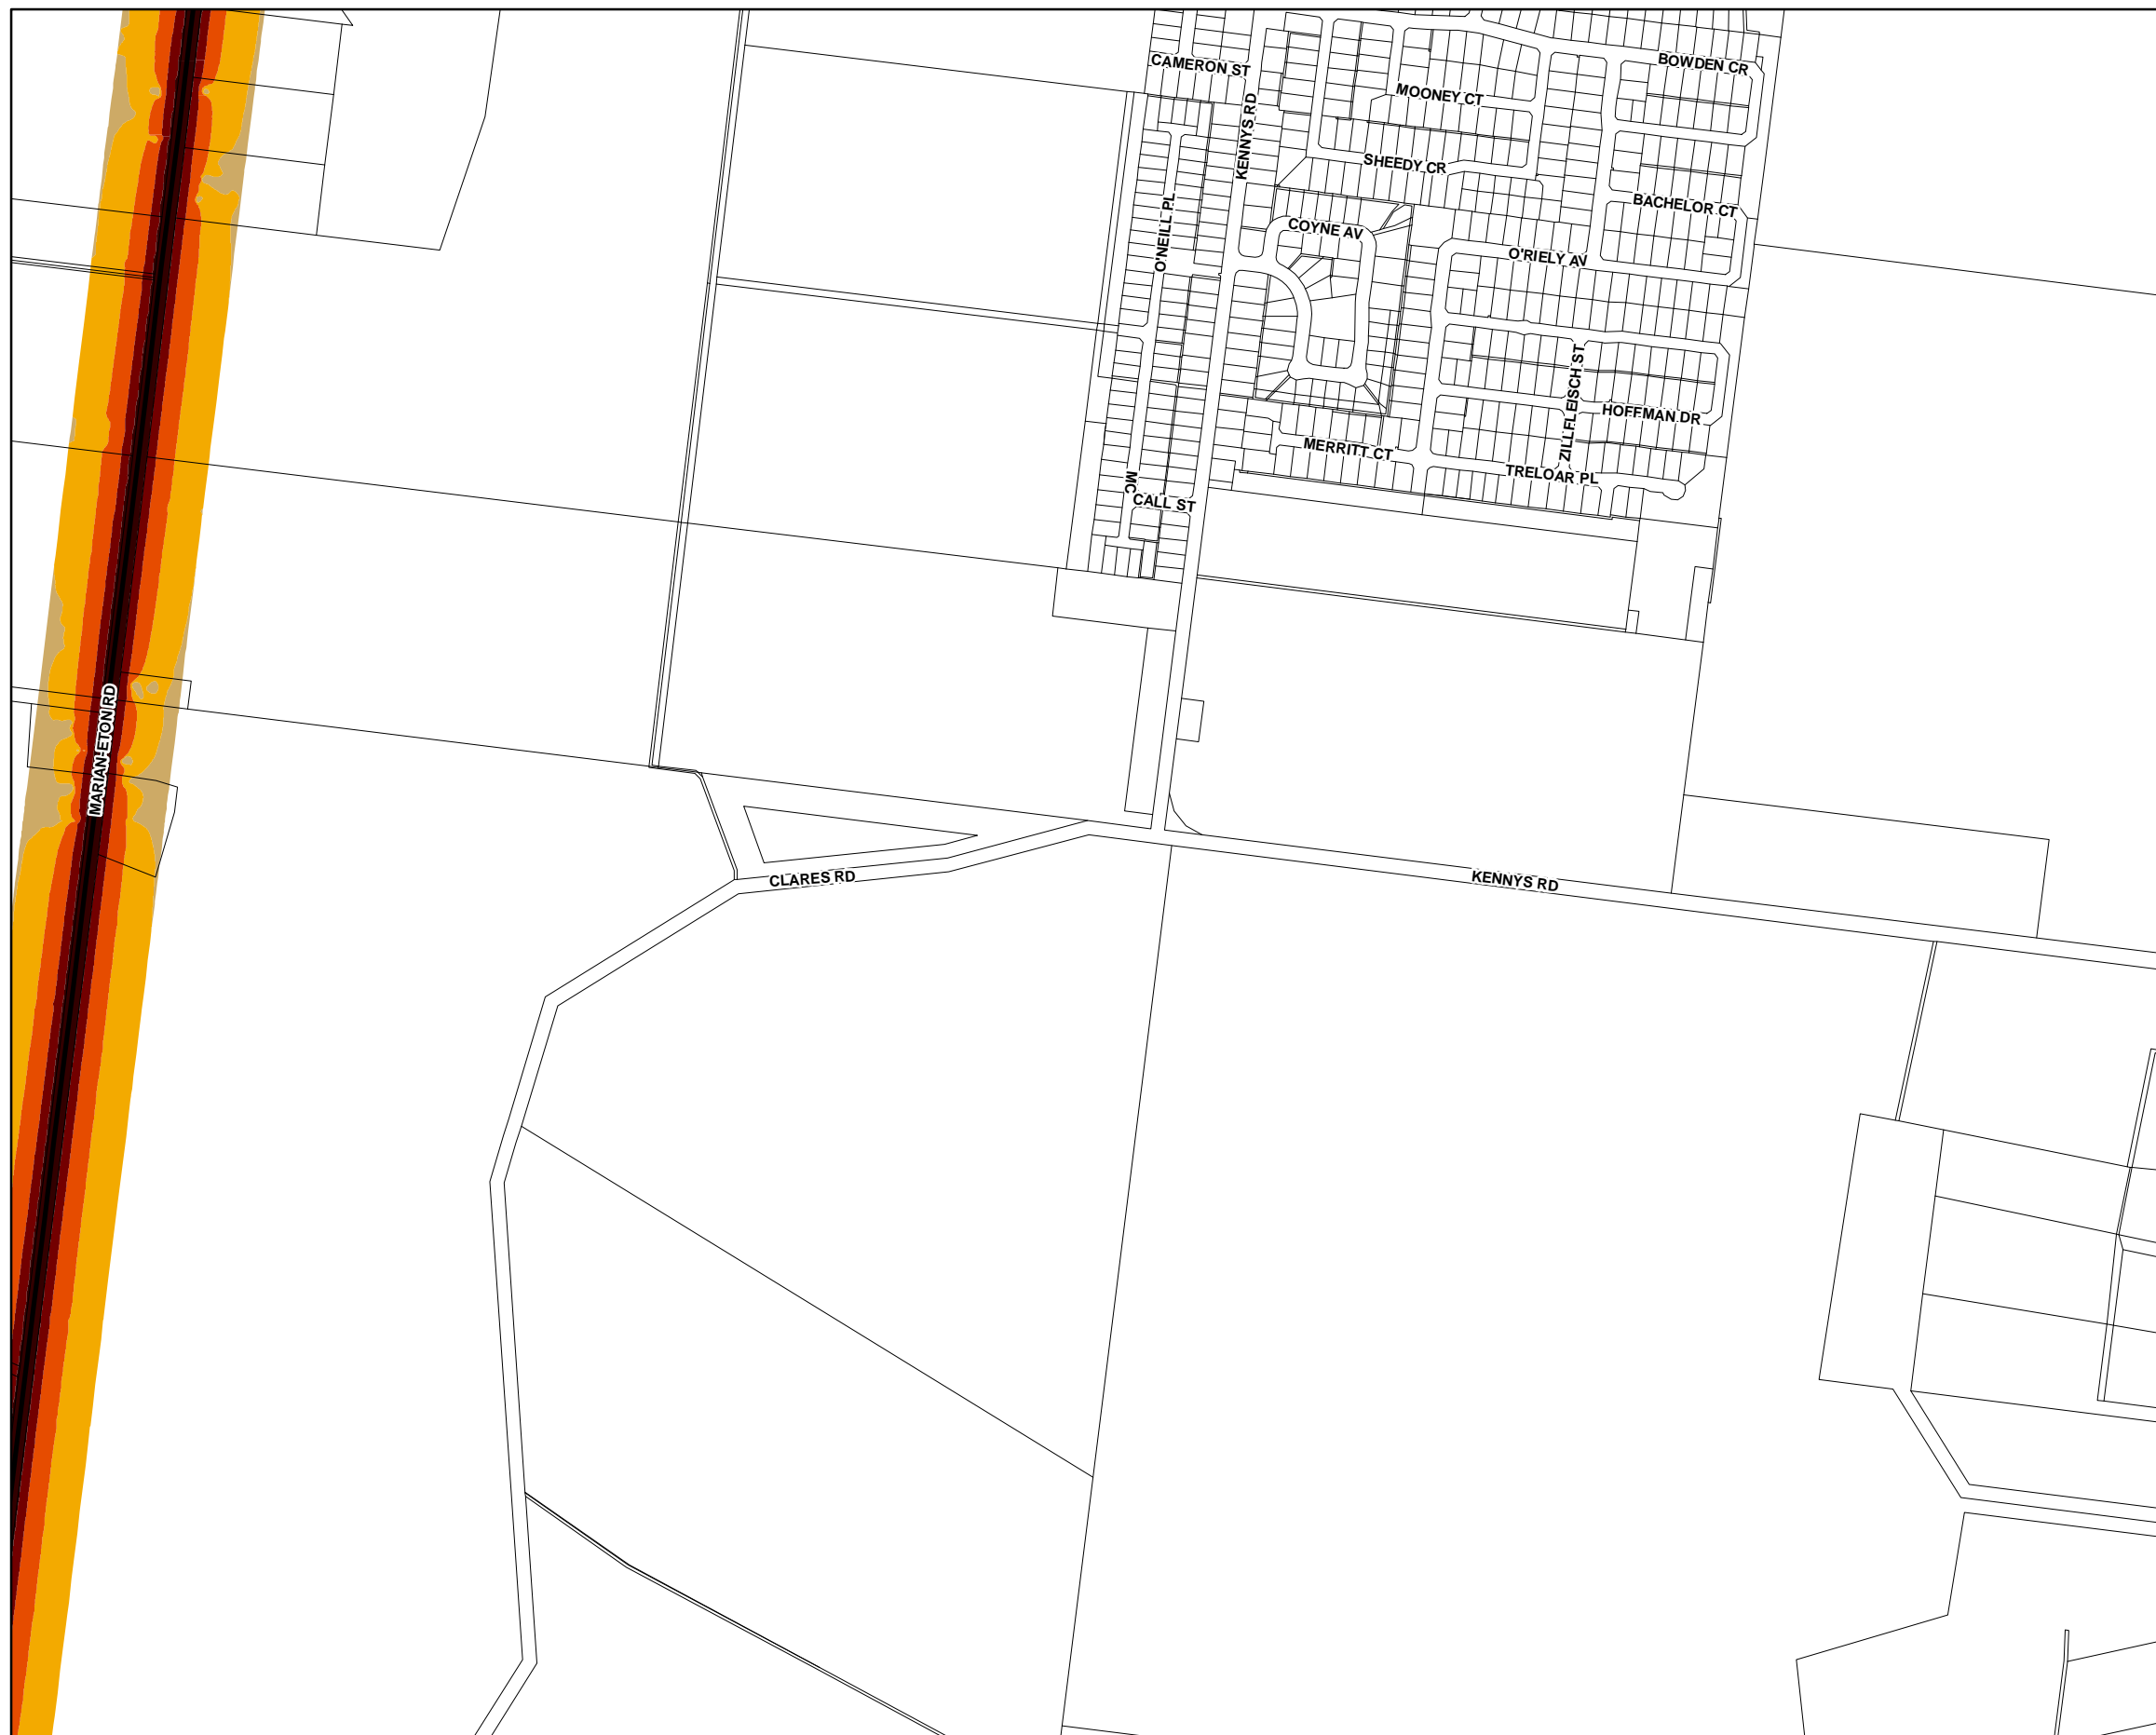 BOWDEN CR
CAMERON ST
MOONEY CT
KENNYS RD
SHEEDY CR
BACHELOR CT
O'NEILL PL
COYNE AV
O'RIELY AV
ZILLFLEISCH ST
HOFFMAN DR
MERRITT CT
TRELOAR PL
MC
CALL ST
MARIAN-ETON RD
CLARES RD
KENNYS RD